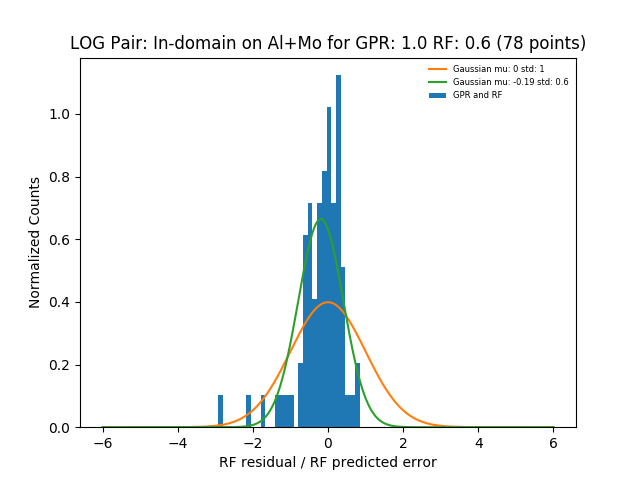 LOG Pair: In-domain on Al+Mo for GPR: 1.0 RF: 0.6 (78 points)
Gaussian mu: 0 std: 1
Gaussian mu: -0.19 std: 0.6
GPR and RF
Normalized Counts
1.0
0.8
0.6
0.4
0.2
0.0
−6 −4 −2 0 2 4 6
RF residual / RF predicted error